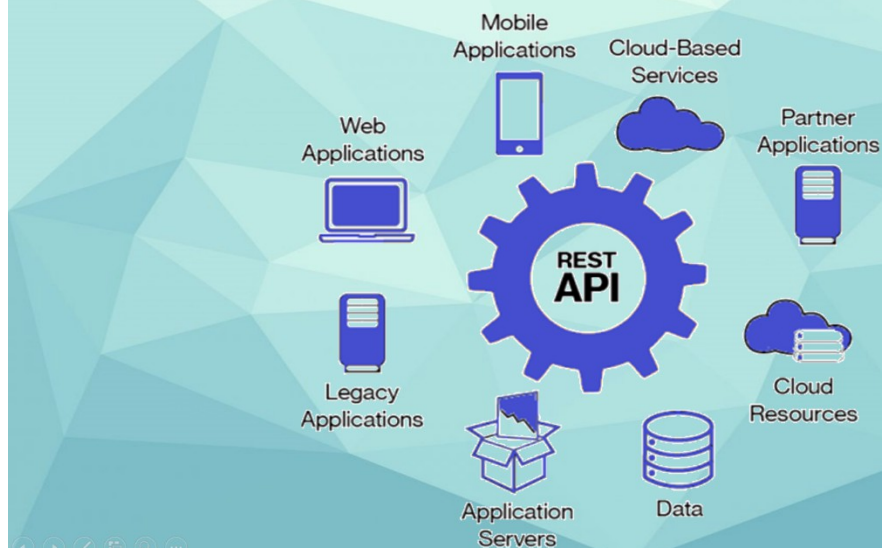 Mobile
Applications
Cloud-Based
Services
Partner
Applications
Web
Applications
REST
API
Legacy
Applications
Cloud
Resources
Application
Servers
Data